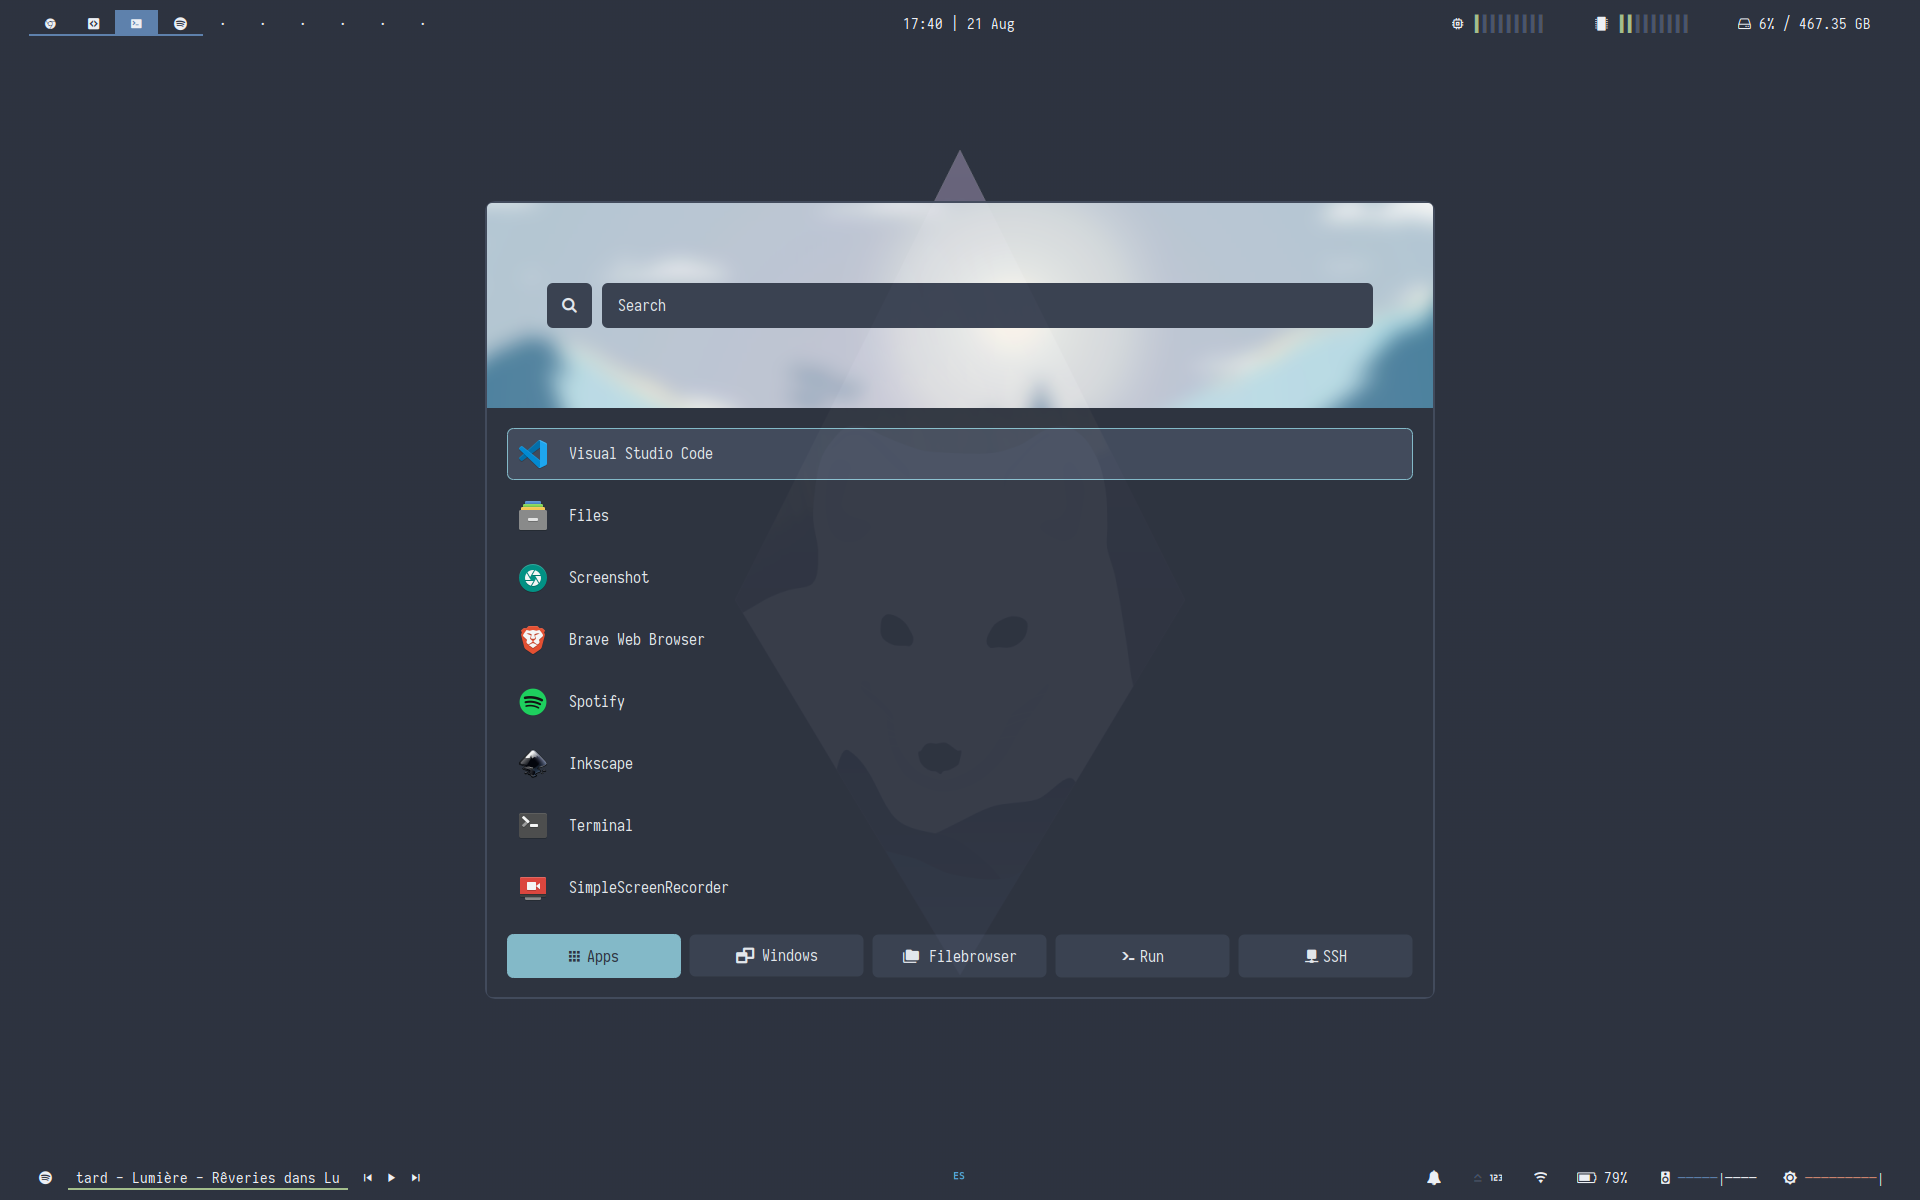 17:40 | 21 Aug
6% / 467.35 GB
Search
Visual Studio Code
Files
Screenshot
Brave Web Browser
Spotify
Inkscape
Terminal
SimpleScreenRecorder
Apps
Windows
Filebrowser
Run
SSH
tard – Lumière – Rêveries dans Lu
ES
123
79%